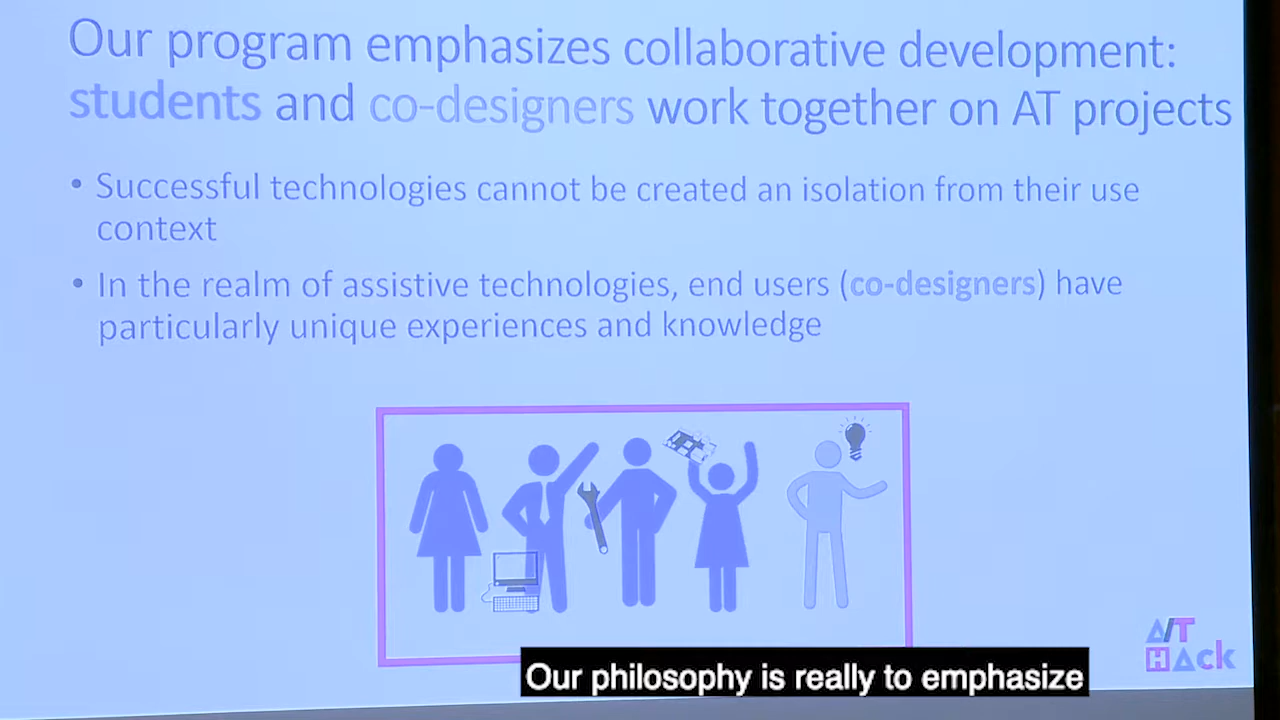 Our program emphasizes collaborative development:
students and co-designers work together on AT projects
• Successful technologies cannot be created an isolation from their use
context
• In the realm of assistive technologies, end users (co-designers) have
particularly unique experiences and knowledge
A/T
HACK
Our philosophy is really to emphasize